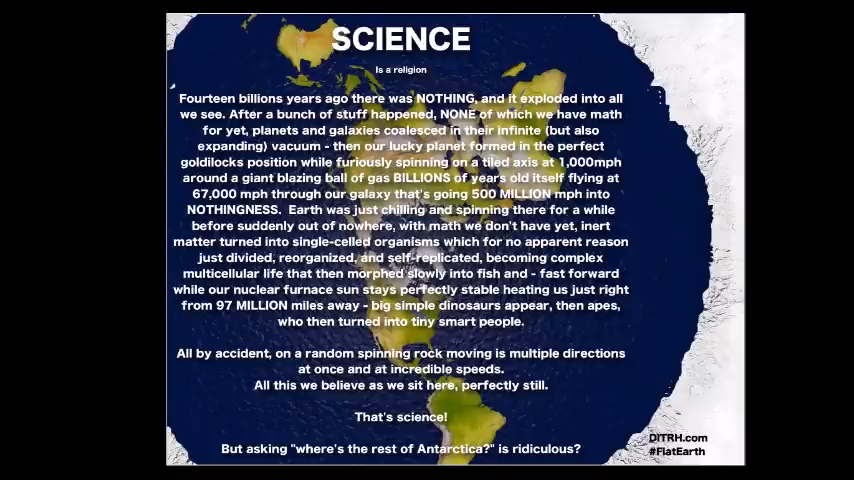 SCIENCE
Is a religion
Fourteen billions years ago there was NOTHING, and it exploded into all
we see. After a bunch of stuff happened, NONE of which we have math
for yet, planets and galaxies coalesced in their infinite (but also
expanding) vacuum - then our lucky planet formed in the perfect
goldilocks position while furiously spinning on a tiled axis at 1,000mph
around a giant blazing ball of gas BILLIONS of years old itself flying at
67,000 mph through our galaxy that's going 500 MILLION mph into
NOTHINGNESS. Earth was just chilling and spinning there for a while
before suddenly out of nowhere, with math we don't have yet, inert
matter turned into single-celled organisms which for no apparent reason
just divided, reorganized, and self-replicated, becoming complex
multicellular life that then morphed slowly into fish and - fast forward
while our nuclear furnace sun stays perfectly stable heating us just right
from 97 MILLION miles away - big simple dinosaurs appear, then apes,
who then turned into tiny smart people.
All by accident, on a random spinning rock moving is multiple directions
at once and at incredible speeds.
All this we believe as we sit here, perfectly still.
That's science!
But asking "where's the rest of Antarctica?" is ridiculous?
DITRH.com
#FlatEarth